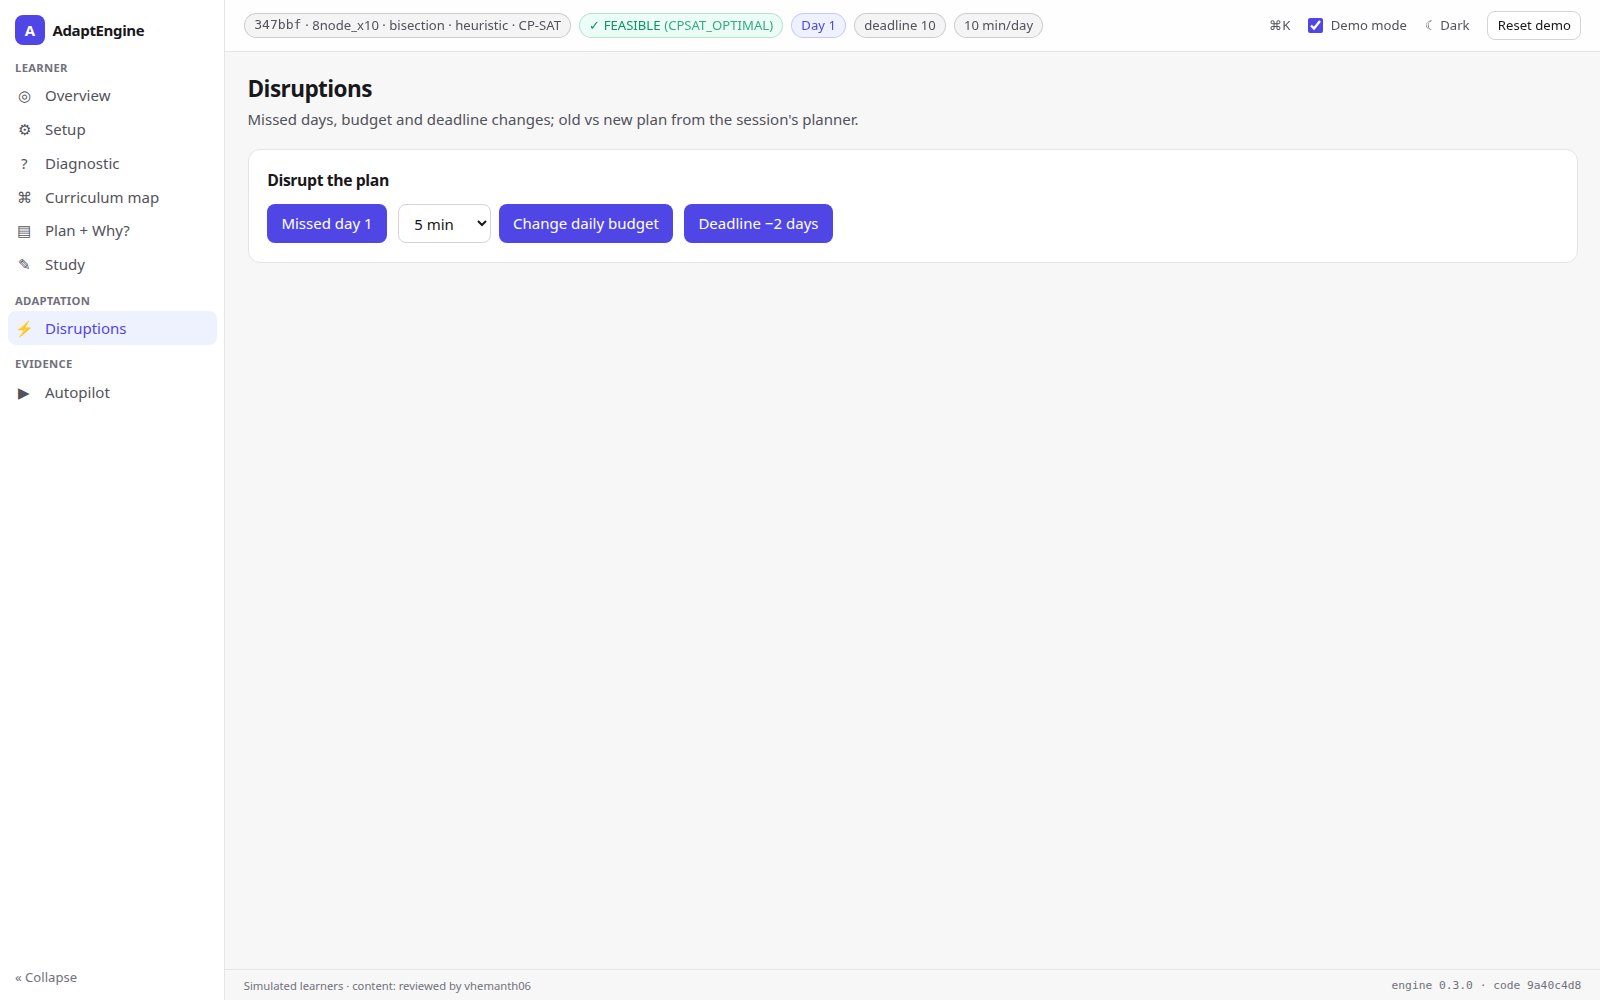 A AdaptEngine
LEARNER
◎ Overview
⚙ Setup
? Diagnostic
⌘ Curriculum map
▤ Plan + Why?
✎ Study
ADAPTATION
⚡ Disruptions
EVIDENCE
▶ Autopilot
« Collapse
347bbf · 8node_x10 · bisection · heuristic · CP-SAT ✓ FEASIBLE (CPSAT_OPTIMAL) Day 1 deadline 10 10 min/day ⌘K Demo mode ☾ Dark Reset demo
Disruptions
Missed days, budget and deadline changes; old vs new plan from the session's planner.
Disrupt the plan
Missed day 1 5 min Change daily budget Deadline −2 days
Simulated learners · content: reviewed by vhemanth06 engine 0.3.0 · code 9a40c4d8